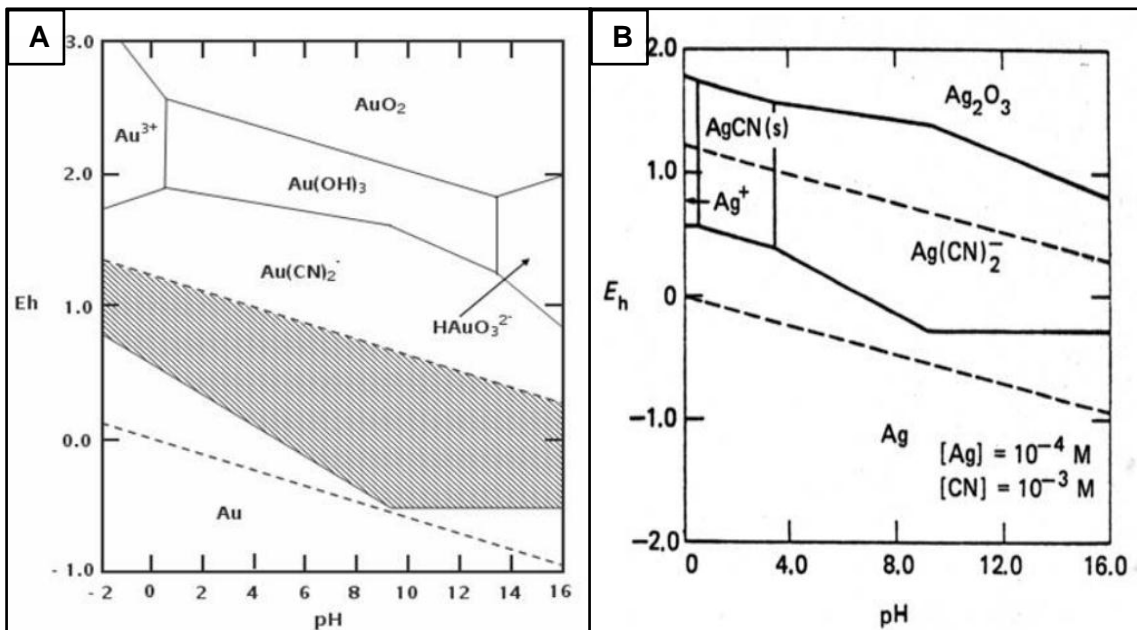 A
3.0
2.0
Eh
1.0
0.0
- 1.0
- 2
0
2
4
6
8
10
12
14
16
pH
AuO₂
Au³⁺
Au(OH)₃
Au(CN)₂⁻
HAuO₃²⁻
Au
B
2.0
1.0
Eₕ
0
−1.0
−2.0
0
4.0
8.0
12.0
16.0
pH
Ag₂O₃
AgCN(s)
Ag⁺
Ag(CN)₂⁻
Ag
[Ag] = 10⁻⁴ M
[CN] = 10⁻³ M